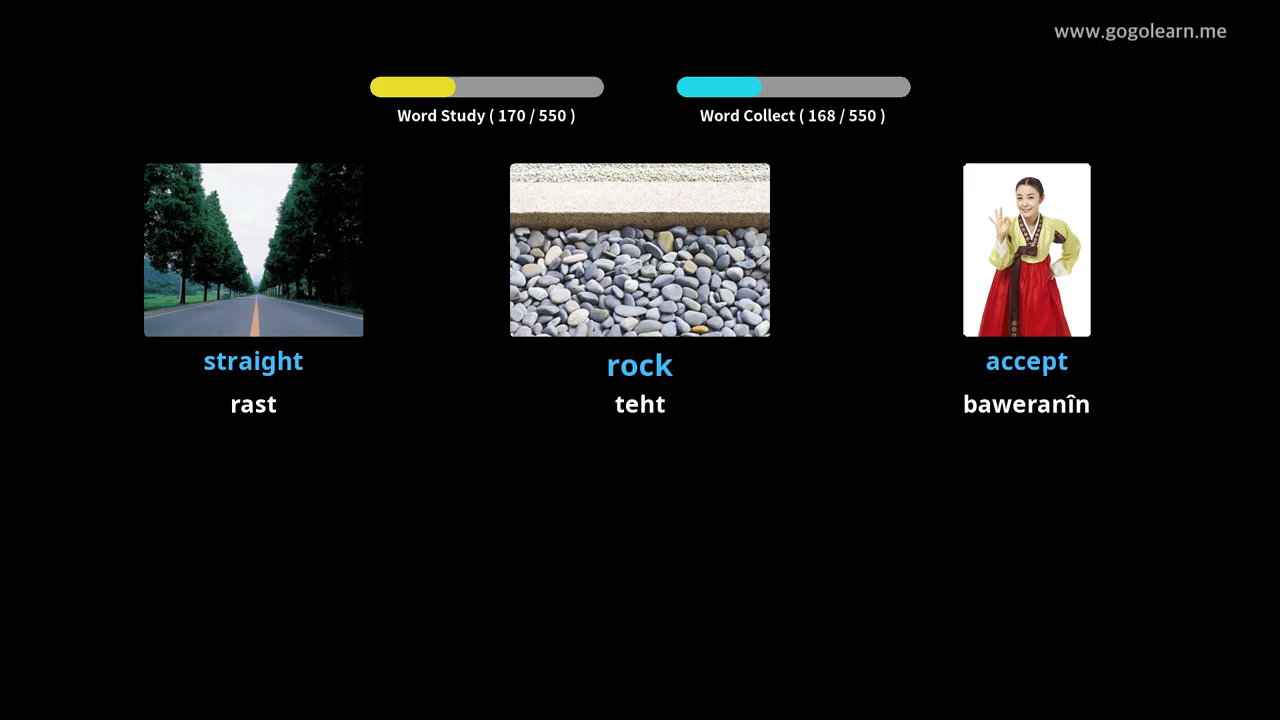 www.gogolearn.me
Word Study ( 170 / 550 )
Word Collect ( 168 / 550 )
straight
rock
accept
rast
teht
baweranîn